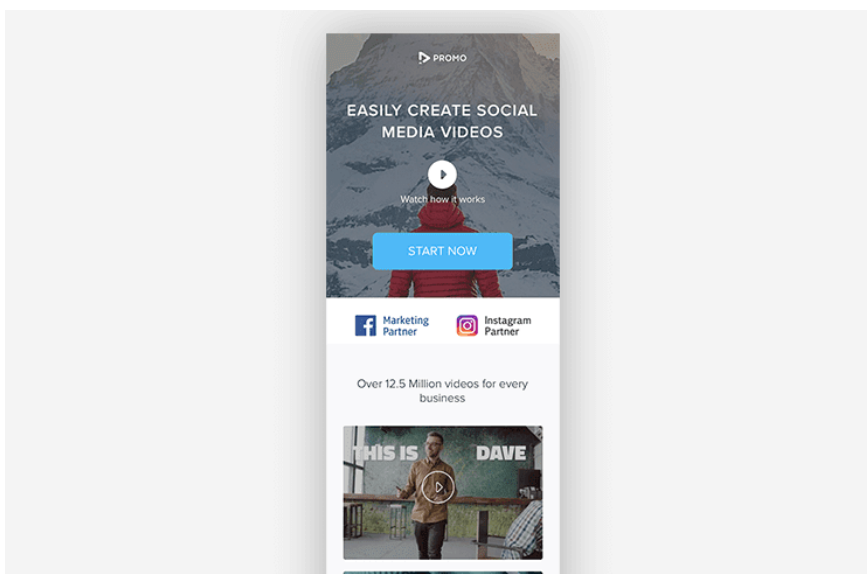 PROMO
EASILY CREATE SOCIAL
MEDIA VIDEOS
Watch how it works
START NOW
Marketing
Partner
Instagram
Partner
Over 12.5 Million videos for every
business
THIS IS DAVE